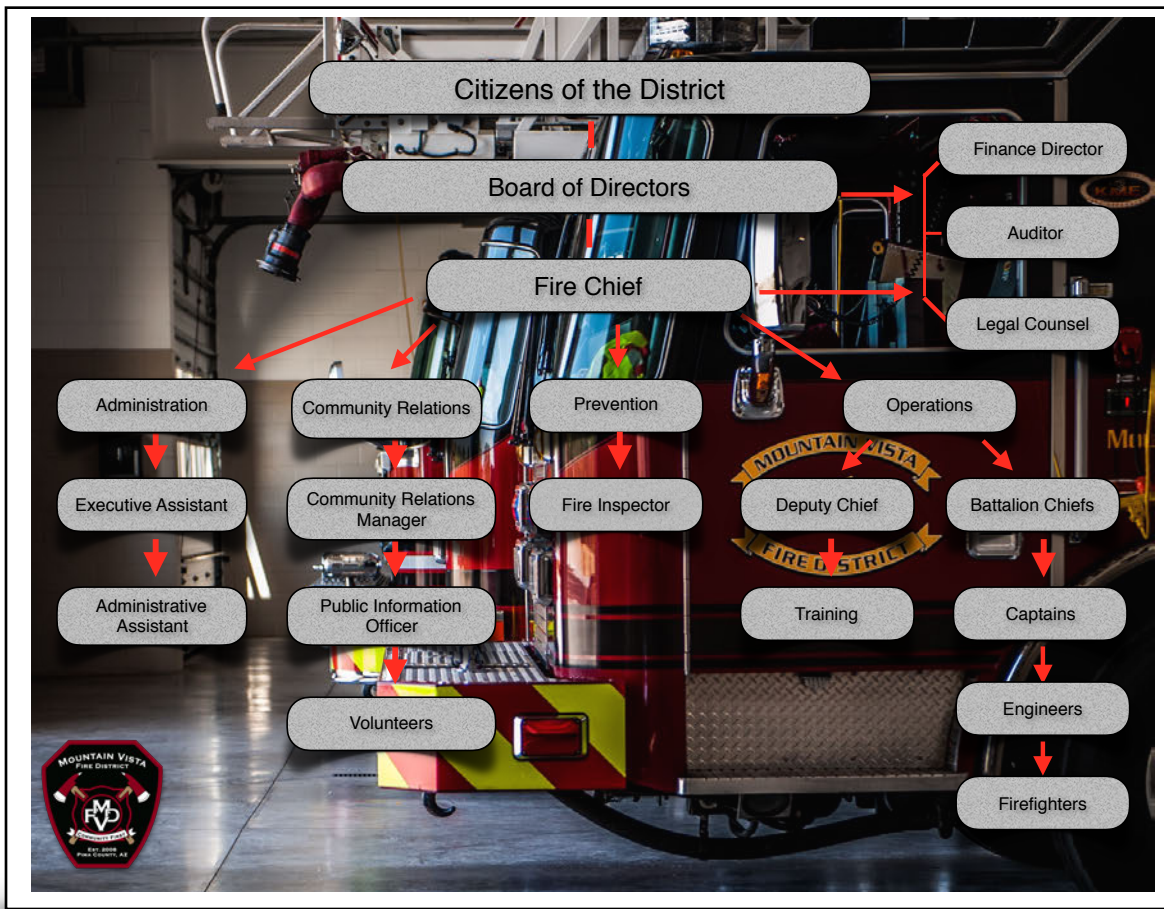 Citizens of the District
Board of Directors
Finance Director
Auditor
Fire Chief
Legal Counsel
Administration
Community Relations
Prevention
Operations
Executive Assistant
Community Relations
Manager
Fire Inspector
Deputy Chief
Battalion Chiefs
Administrative
Assistant
Public Information
Officer
Training
Captains
Volunteers
Engineers
Firefighters
KME
MOUNTAIN VISTA
FIRE DISTRICT
MOUNTAIN VISTA
FIRE DISTRICT
MVFD
COMMUNITY FIRST
EST. 2008
PIMA COUNTY, AZ